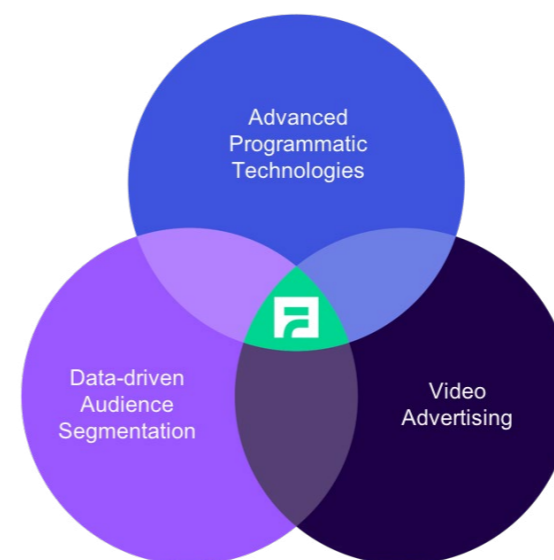 Advanced
Programmatic
Technologies
Data-driven
Audience
Segmentation
Video
Advertising